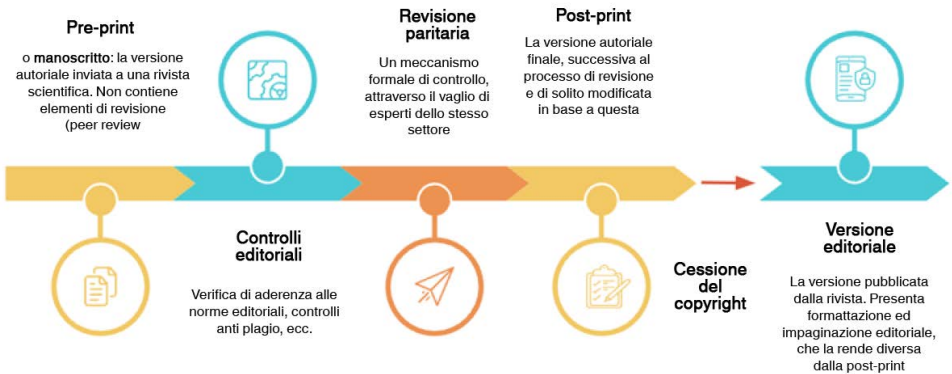 Pre-print
o manoscritto: la versione
autoriale inviata a una rivista
scientifica. Non contiene
elementi di revisione
(peer review
Controlli
editoriali
Verifica di aderenza alle
norme editoriali, controlli
anti plagio, ecc.
Revisione
paritaria
Un meccanismo
formale di controllo,
attraverso il vaglio di
esperti dello stesso
settore
Post-print
La versione autoriale
finale, successiva al
processo di revisione
e di solito modificata
in base a questa
Cessione
del
copyright
Versione
editoriale
La versione pubblicata
dalla rivista. Presenta
formattazione ed
impaginazione editoriale,
che la rende diversa
dalla post-print